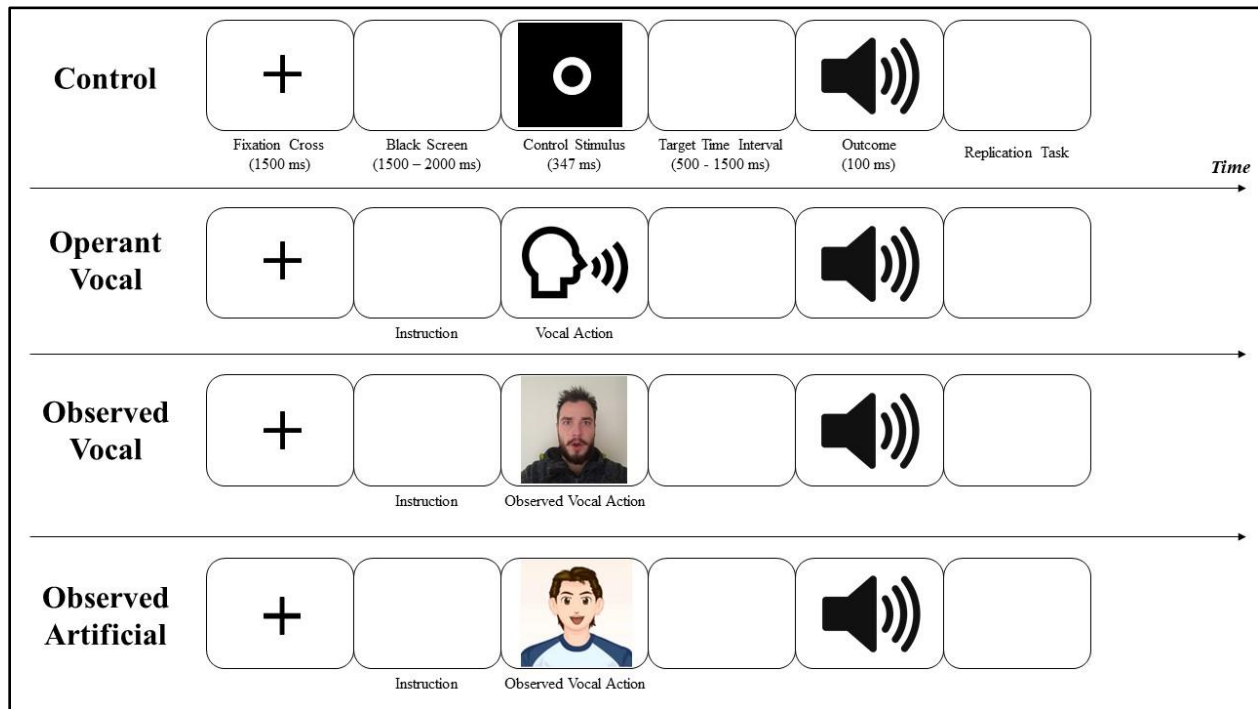 Control
Fixation Cross
(1500 ms)
Black Screen
(1500 – 2000 ms)
Control Stimulus
(347 ms)
Target Time Interval
(500 - 1500 ms)
Outcome
(100 ms)
Replication Task
Time
Operant
Vocal
Instruction
Vocal Action
Observed
Vocal
Instruction
Observed Vocal Action
Observed
Artificial
Instruction
Observed Vocal Action